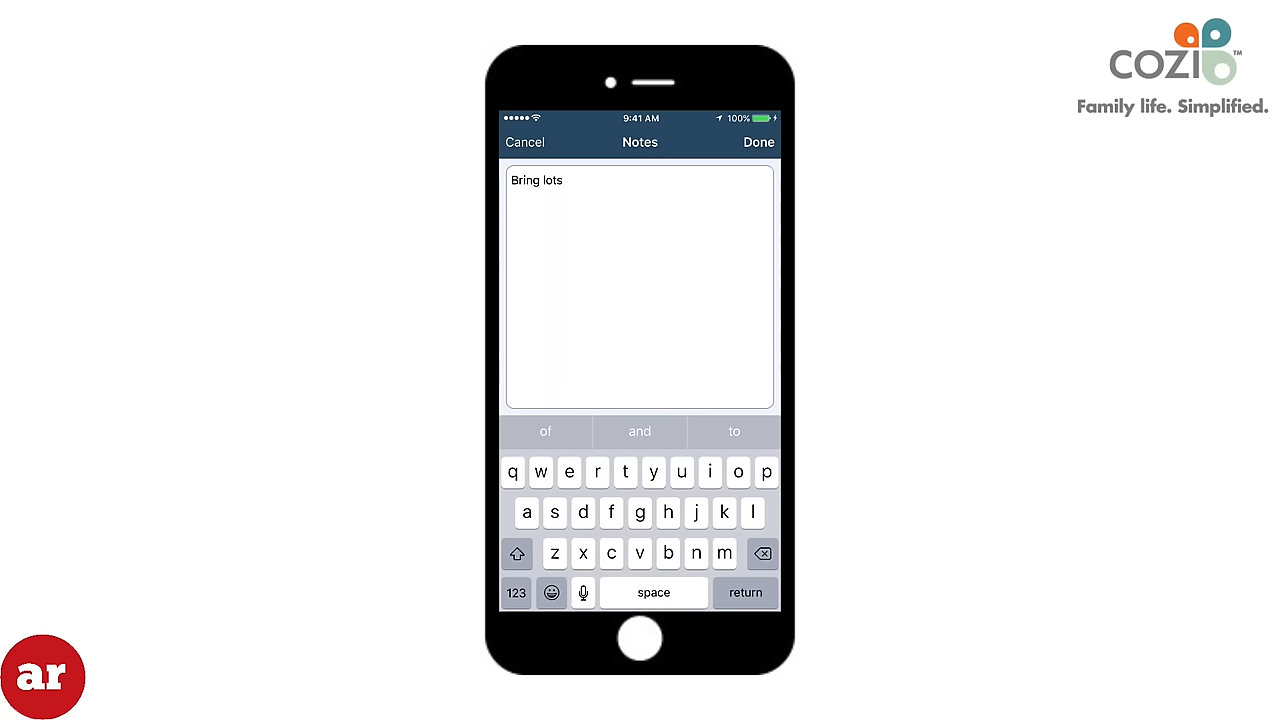 COZI™
Family life. Simplified.
9:41 AM 100%
Cancel Notes Done
Bring lots
of and to
q w e r t y u i o p
a s d f g h j k l
z x c v b n m
123 space return
ar